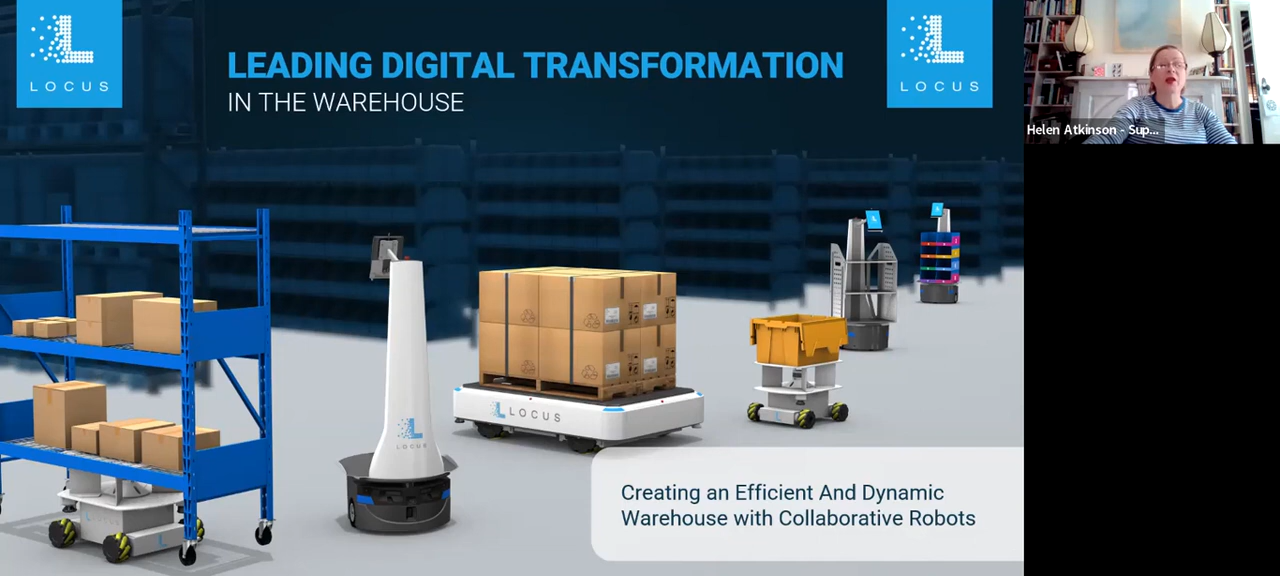 LOCUS
LEADING DIGITAL TRANSFORMATION
IN THE WAREHOUSE
LOCUS
Helen Atkinson - Sup...
LOCUS
LOCUS
Creating an Efficient And Dynamic
Warehouse with Collaborative Robots